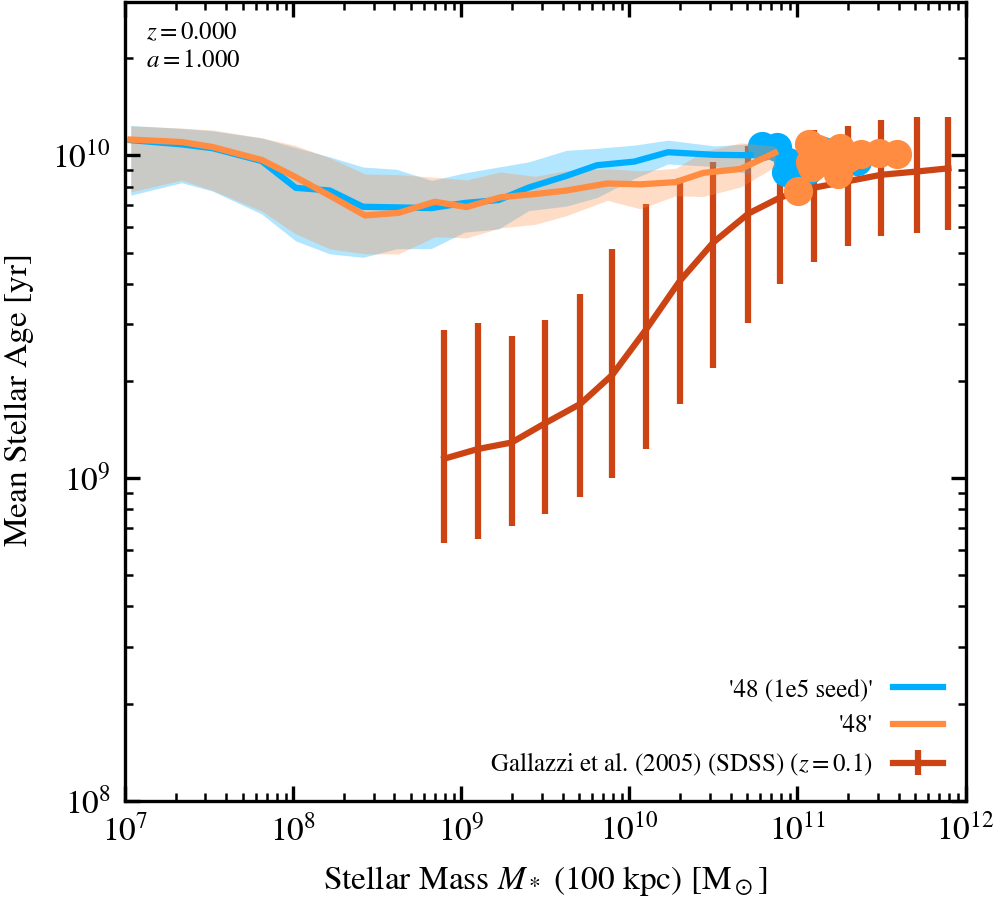 z = 0.000
a = 1.000
Mean Stellar Age [yr]
10^10
10^9
10^8
'48 (1e5 seed)'
'48'
Gallazzi et al. (2005) (SDSS) (z = 0.1)
10^7 10^8 10^9 10^10 10^11 10^12
Stellar Mass M_* (100 kpc) [M_⊙]